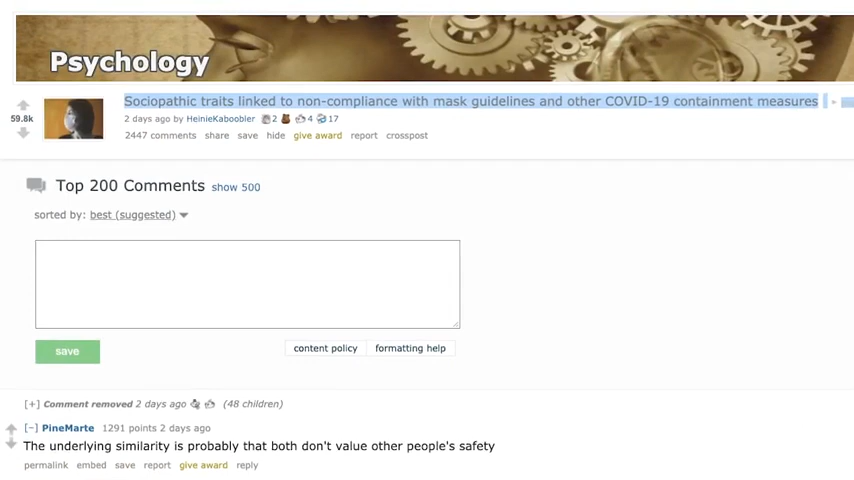 Psychology
Sociopathic traits linked to non-compliance with mask guidelines and other COVID-19 containment measures
59.8k
2 days ago by HeinieKaboobler 2 4 17
2447 comments share save hide give award report crosspost
Top 200 Comments show 500
sorted by: best (suggested)
save
content policy formatting help
[+] Comment removed 2 days ago (48 children)
[–] PineMarte 1291 points 2 days ago
The underlying similarity is probably that both don't value other people's safety
permalink embed save report give award reply